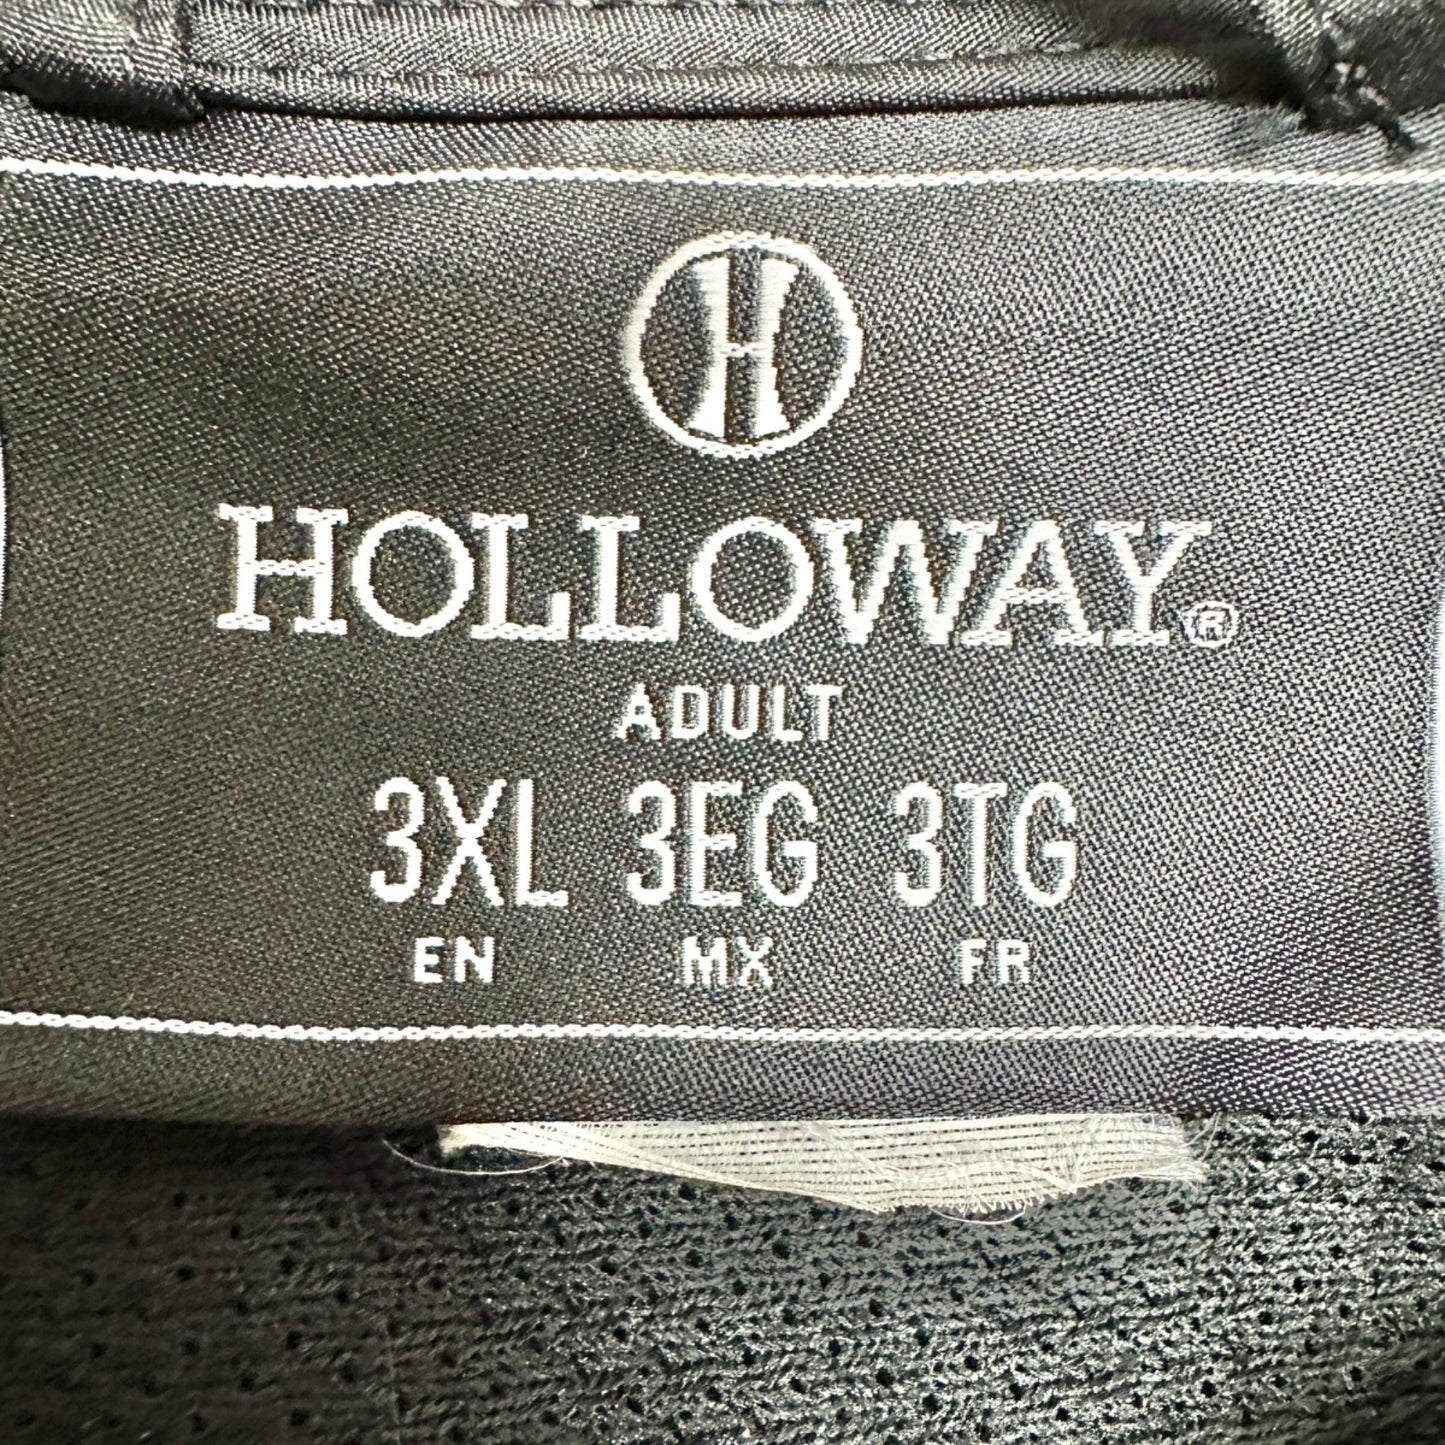 H
HOLLOWAY®
ADULT
3XL 3EG 3TG
EN MX FR